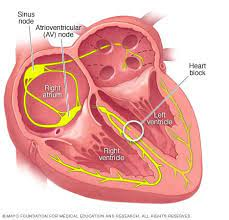 Sinus
node
Atrioventricular
(AV) node
Heart
block
Right
atrium
Left
ventricle
Right
ventricle
© MAYO FOUNDATION FOR MEDICAL EDUCATION AND RESEARCH. ALL RIGHTS RESERVED.